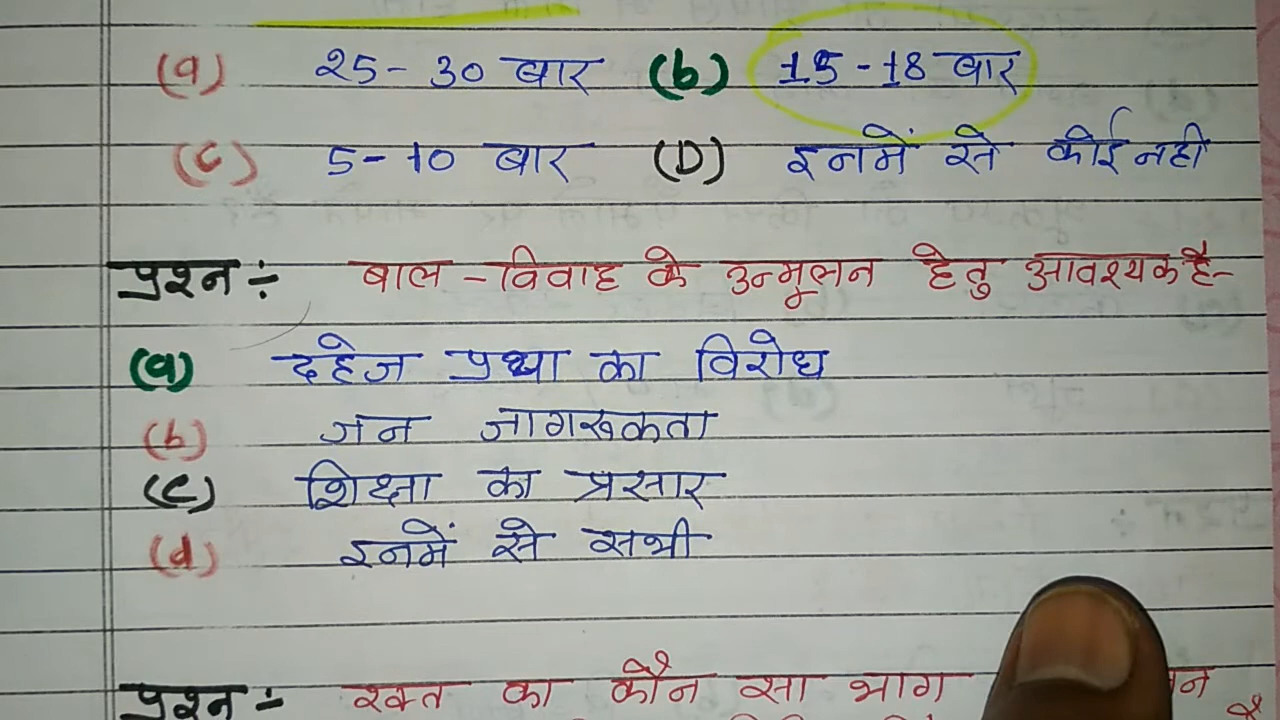 (a) 25-30 बार (b) 15-18 बार
(c) 5-10 बार (D) इनमें से कोई नही
प्रश्न ÷ बाल-विवाह के उन्मूलन हेतु आवश्यक है-
(a) दहेज प्रथा का विरोध
(b) जन जागरूकता
(c) शिक्षा का प्रसार
(d) इनमें से सभी
प्रश्न ÷ रक्त का कौन सा भाग